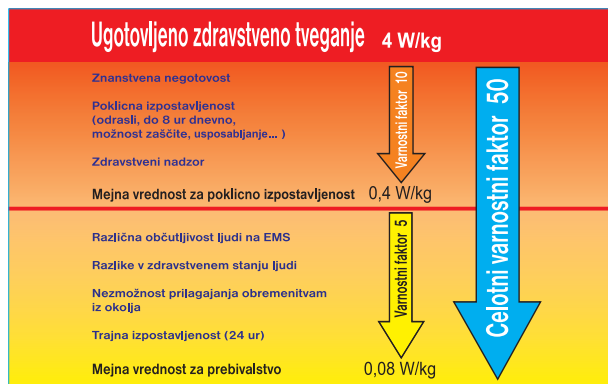 Ugotovljeno zdravstveno tveganje 4 W/kg
Znanstvena negotovost
Poklicna izpostavljenost
(odrasli, do 8 ur dnevno,
možnost zaščite, usposabljanje... )
Zdravstveni nadzor
Varnostni faktor 10
Mejna vrednost za poklicno izpostavljenost 0,4 W/kg
Različna občutljivost ljudi na EMS
Razlike v zdravstvenem stanju ljudi
Nezmožnost prilagajanja obremenitvam
iz okolja
Trajna izpostavljenost (24 ur)
Varnostni faktor 5
Mejna vrednost za prebivalstvo 0,08 W/kg
Celotni varnostni faktor 50